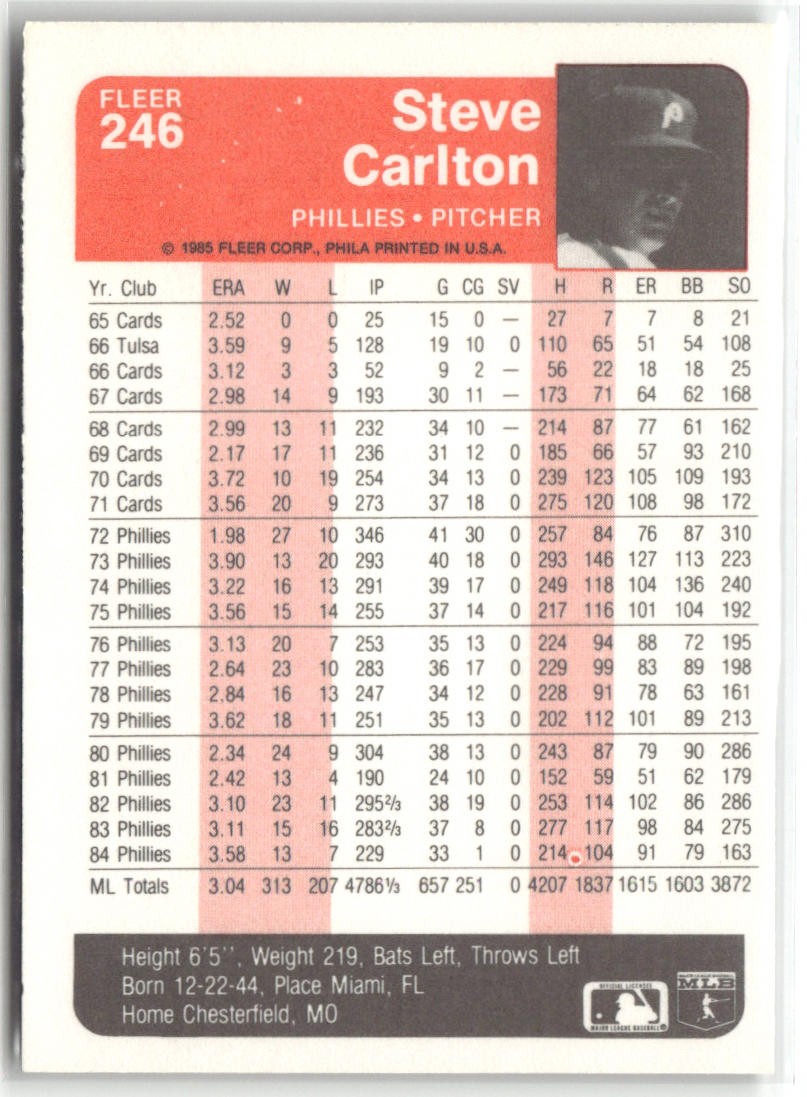 FLEER
246
Steve
Carlton
PHILLIES • PITCHER
© 1985 FLEER CORP., PHILA PRINTED IN U.S.A.
Yr. Club ERA W L IP G CG SV H R ER BB SO
65 Cards 2.52 0 0 25 15 0 — 27 7 7 8 21
66 Tulsa 3.59 9 5 128 19 10 0 110 65 51 54 108
66 Cards 3.12 3 3 52 9 2 — 56 22 18 18 25
67 Cards 2.98 14 9 193 30 11 — 173 71 64 62 168
68 Cards 2.99 13 11 232 34 10 — 214 87 77 61 162
69 Cards 2.17 17 11 236 31 12 0 185 66 57 93 210
70 Cards 3.72 10 19 254 34 13 0 239 123 105 109 193
71 Cards 3.56 20 9 273 37 18 0 275 120 108 98 172
72 Phillies 1.98 27 10 346 41 30 0 257 84 76 87 310
73 Phillies 3.90 13 20 293 40 18 0 293 146 127 113 223
74 Phillies 3.22 16 13 291 39 17 0 249 118 104 136 240
75 Phillies 3.56 15 14 255 37 14 0 217 116 101 104 192
76 Phillies 3.13 20 7 253 35 13 0 224 94 88 72 195
77 Phillies 2.64 23 10 283 36 17 0 229 99 83 89 198
78 Phillies 2.84 16 13 247 34 12 0 228 91 78 63 161
79 Phillies 3.62 18 11 251 35 13 0 202 112 101 89 213
80 Phillies 2.34 24 9 304 38 13 0 243 87 79 90 286
81 Phillies 2.42 13 4 190 24 10 0 152 59 51 62 179
82 Phillies 3.10 23 11 295⅔ 38 19 0 253 114 102 86 286
83 Phillies 3.11 15 16 283⅔ 37 8 0 277 117 98 84 275
84 Phillies 3.58 13 7 229 33 1 0 214 104 91 79 163
ML Totals 3.04 313 207 4786⅓ 657 251 0 4207 1837 1615 1603 3872
Height 6'5'', Weight 219, Bats Left, Throws Left
Born 12-22-44, Place Miami, FL
Home Chesterfield, MO
OFFICIAL LICENSEE
MAJOR LEAGUE BASEBALL
MAJOR LEAGUE BASEBALL
MLB